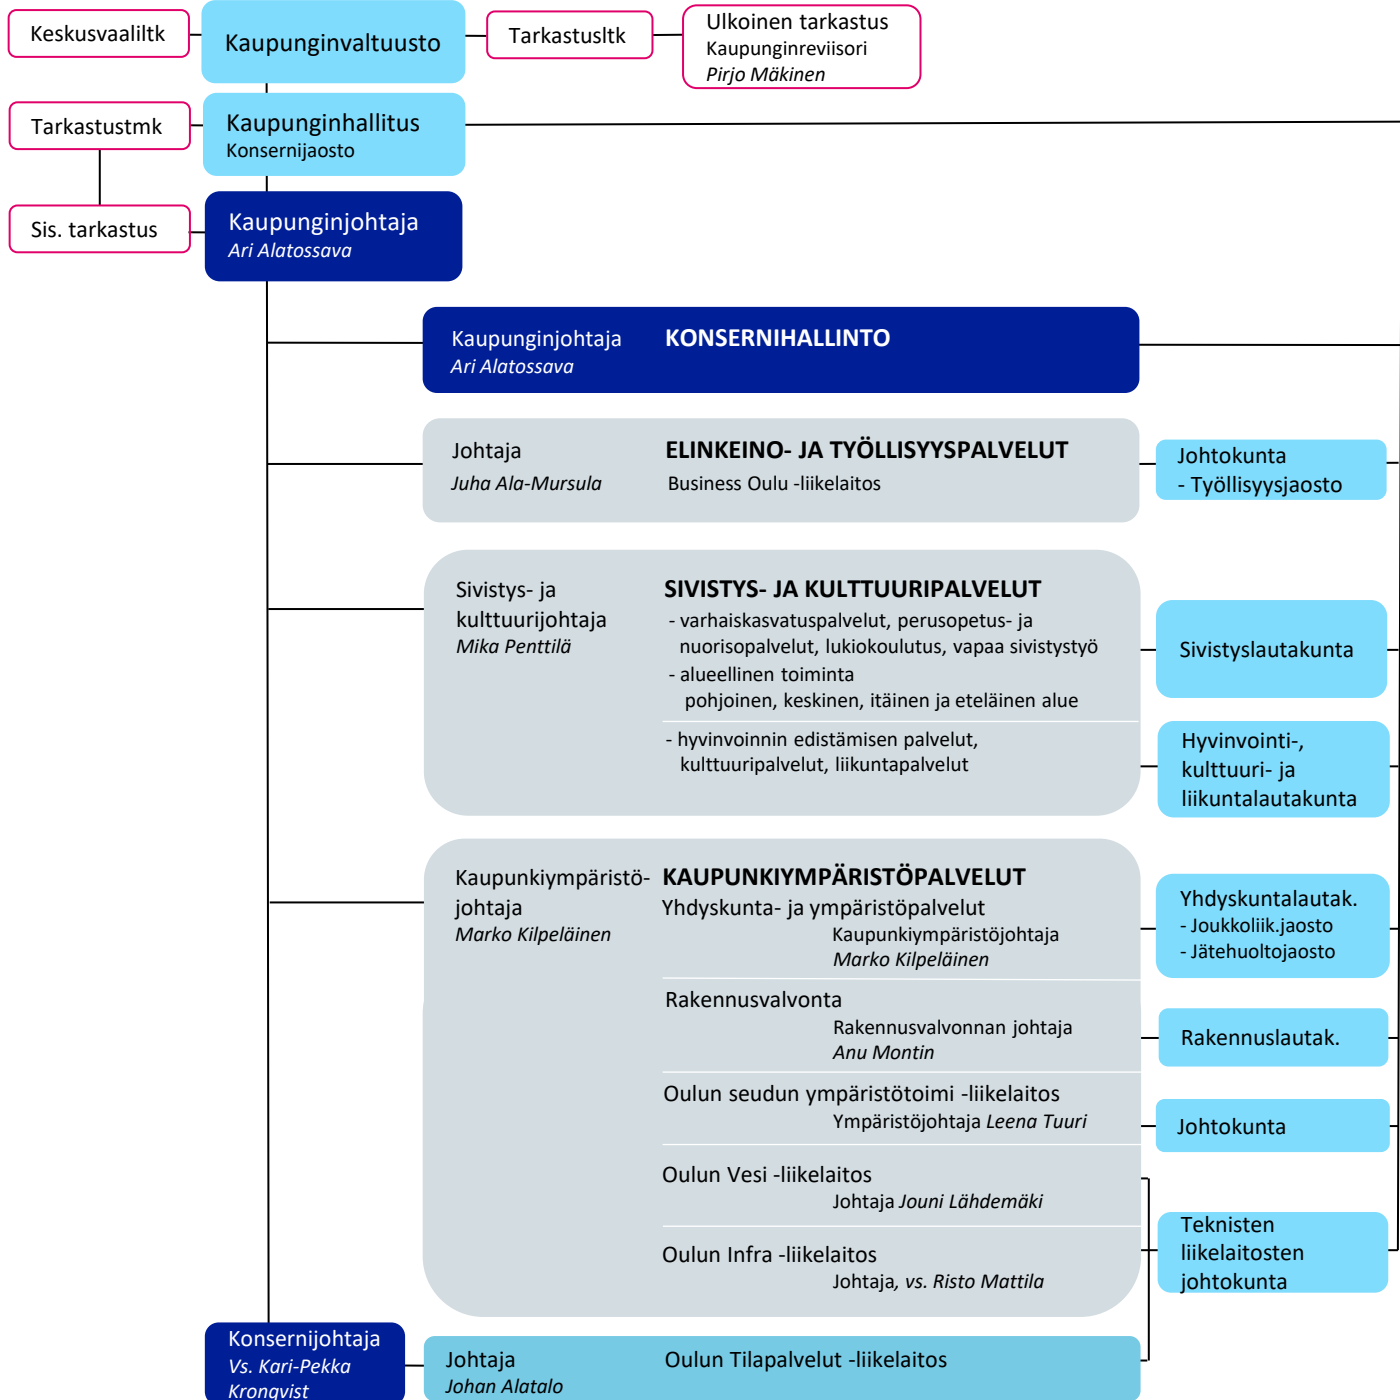 Keskusvaaliltk
Kaupunginvaltuusto
Tarkastusltk
Ulkoinen tarkastus
Kaupunginreviisori
Pirjo Mäkinen
Tarkastustmk
Kaupunginhallitus
Konsernijaosto
Sis. tarkastus
Kaupunginjohtaja
Ari Alatossava
Kaupunginjohtaja
Ari Alatossava
KONSERNIHALLINTO
Johtaja
Juha Ala-Mursula
ELINKEINO- JA TYÖLLISYYSPALVELUT
Business Oulu -liikelaitos
Johtokunta
- Työllisyysjaosto
Sivistys- ja
kulttuurijohtaja
Mika Penttilä
SIVISTYS- JA KULTTUURIPALVELUT
- varhaiskasvatuspalvelut, perusopetus- ja
nuorisopalvelut, lukiokoulutus, vapaa sivistystyö
- alueellinen toiminta
pohjoinen, keskinen, itäinen ja eteläinen alue
Sivistyslautakunta
- hyvinvoinnin edistämisen palvelut,
kulttuuripalvelut, liikuntapalvelut
Hyvinvointi-,
kulttuuri- ja
liikuntalautakunta
Kaupunkiympäristö-
johtaja
Marko Kilpeläinen
KAUPUNKIYMPÄRISTÖPALVELUT
Yhdyskunta- ja ympäristöpalvelut
Kaupunkiympäristöjohtaja
Marko Kilpeläinen
Yhdyskuntalautak.
- Joukkoliik.jaosto
- Jätehuoltojaosto
Rakennusvalvonta
Rakennusvalvonnan johtaja
Anu Montin
Rakennuslautak.
Oulun seudun ympäristötoimi -liikelaitos
Ympäristöjohtaja Leena Tuuri
Johtokunta
Oulun Vesi -liikelaitos
Johtaja Jouni Lähdemäki
Oulun Infra -liikelaitos
Johtaja, vs. Risto Mattila
Teknisten
liikelaitosten
johtokunta
Konsernijohtaja
Vs. Kari-Pekka
Kronqvist
Johtaja
Johan Alatalo
Oulun Tilapalvelut -liikelaitos